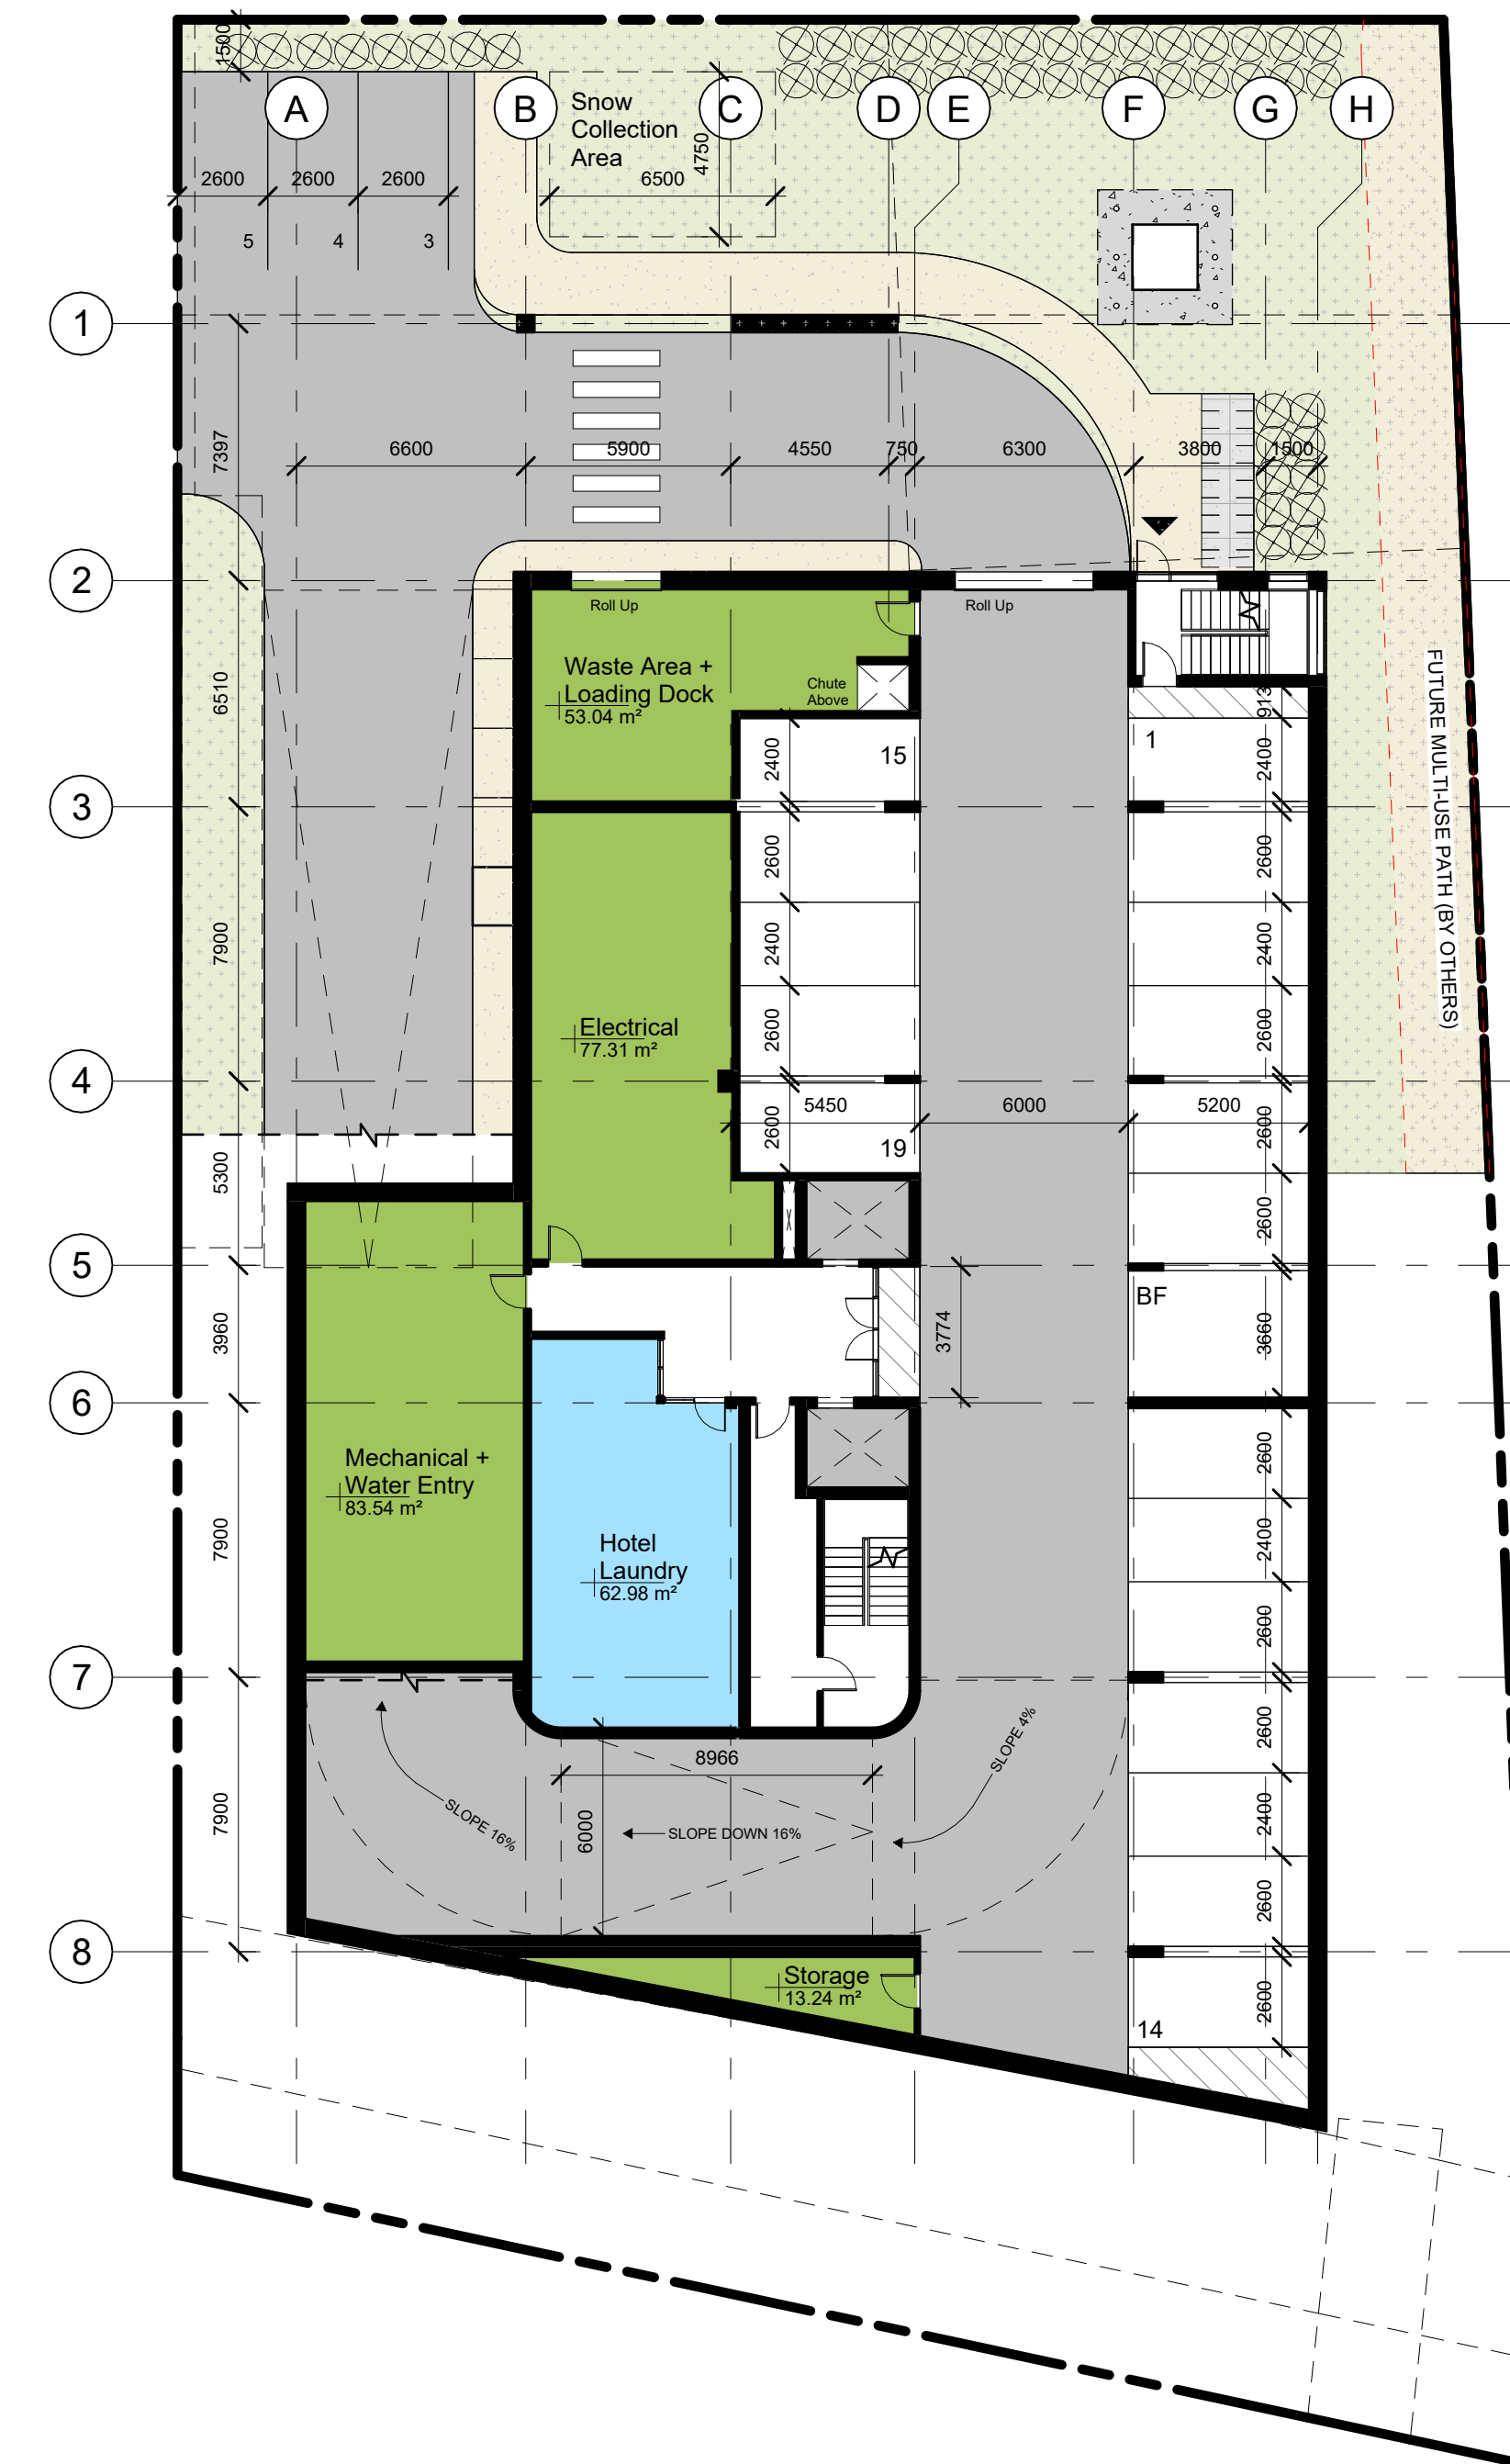 1500
A
B
C
D
E
F
G
H
Snow
Collection
Area
4750
6500
2600
2600
2600
5
4
3
1
7397
6600
5900
4550
750
6300
3800
1500
2
Roll Up
Roll Up
Waste Area +
Loading Dock
53.04 m²
Chute
Above
6510
913
15
1
2400
2400
3
2600
2600
7900
2400
2400
Electrical
77.31 m²
2600
2600
FUTURE MULTI-USE PATH (BY OTHERS)
4
5450
6000
5200
2600
2600
19
5300
2600
5
BF
3960
3774
3660
6
Mechanical +
Water Entry
83.54 m²
2600
7900
Hotel
Laundry
62.98 m²
2400
2600
7
SLOPE 4%
2600
8966
SLOPE 16%
SLOPE DOWN 16%
6000
7900
2400
2600
8
Storage
13.24 m²
2600
14